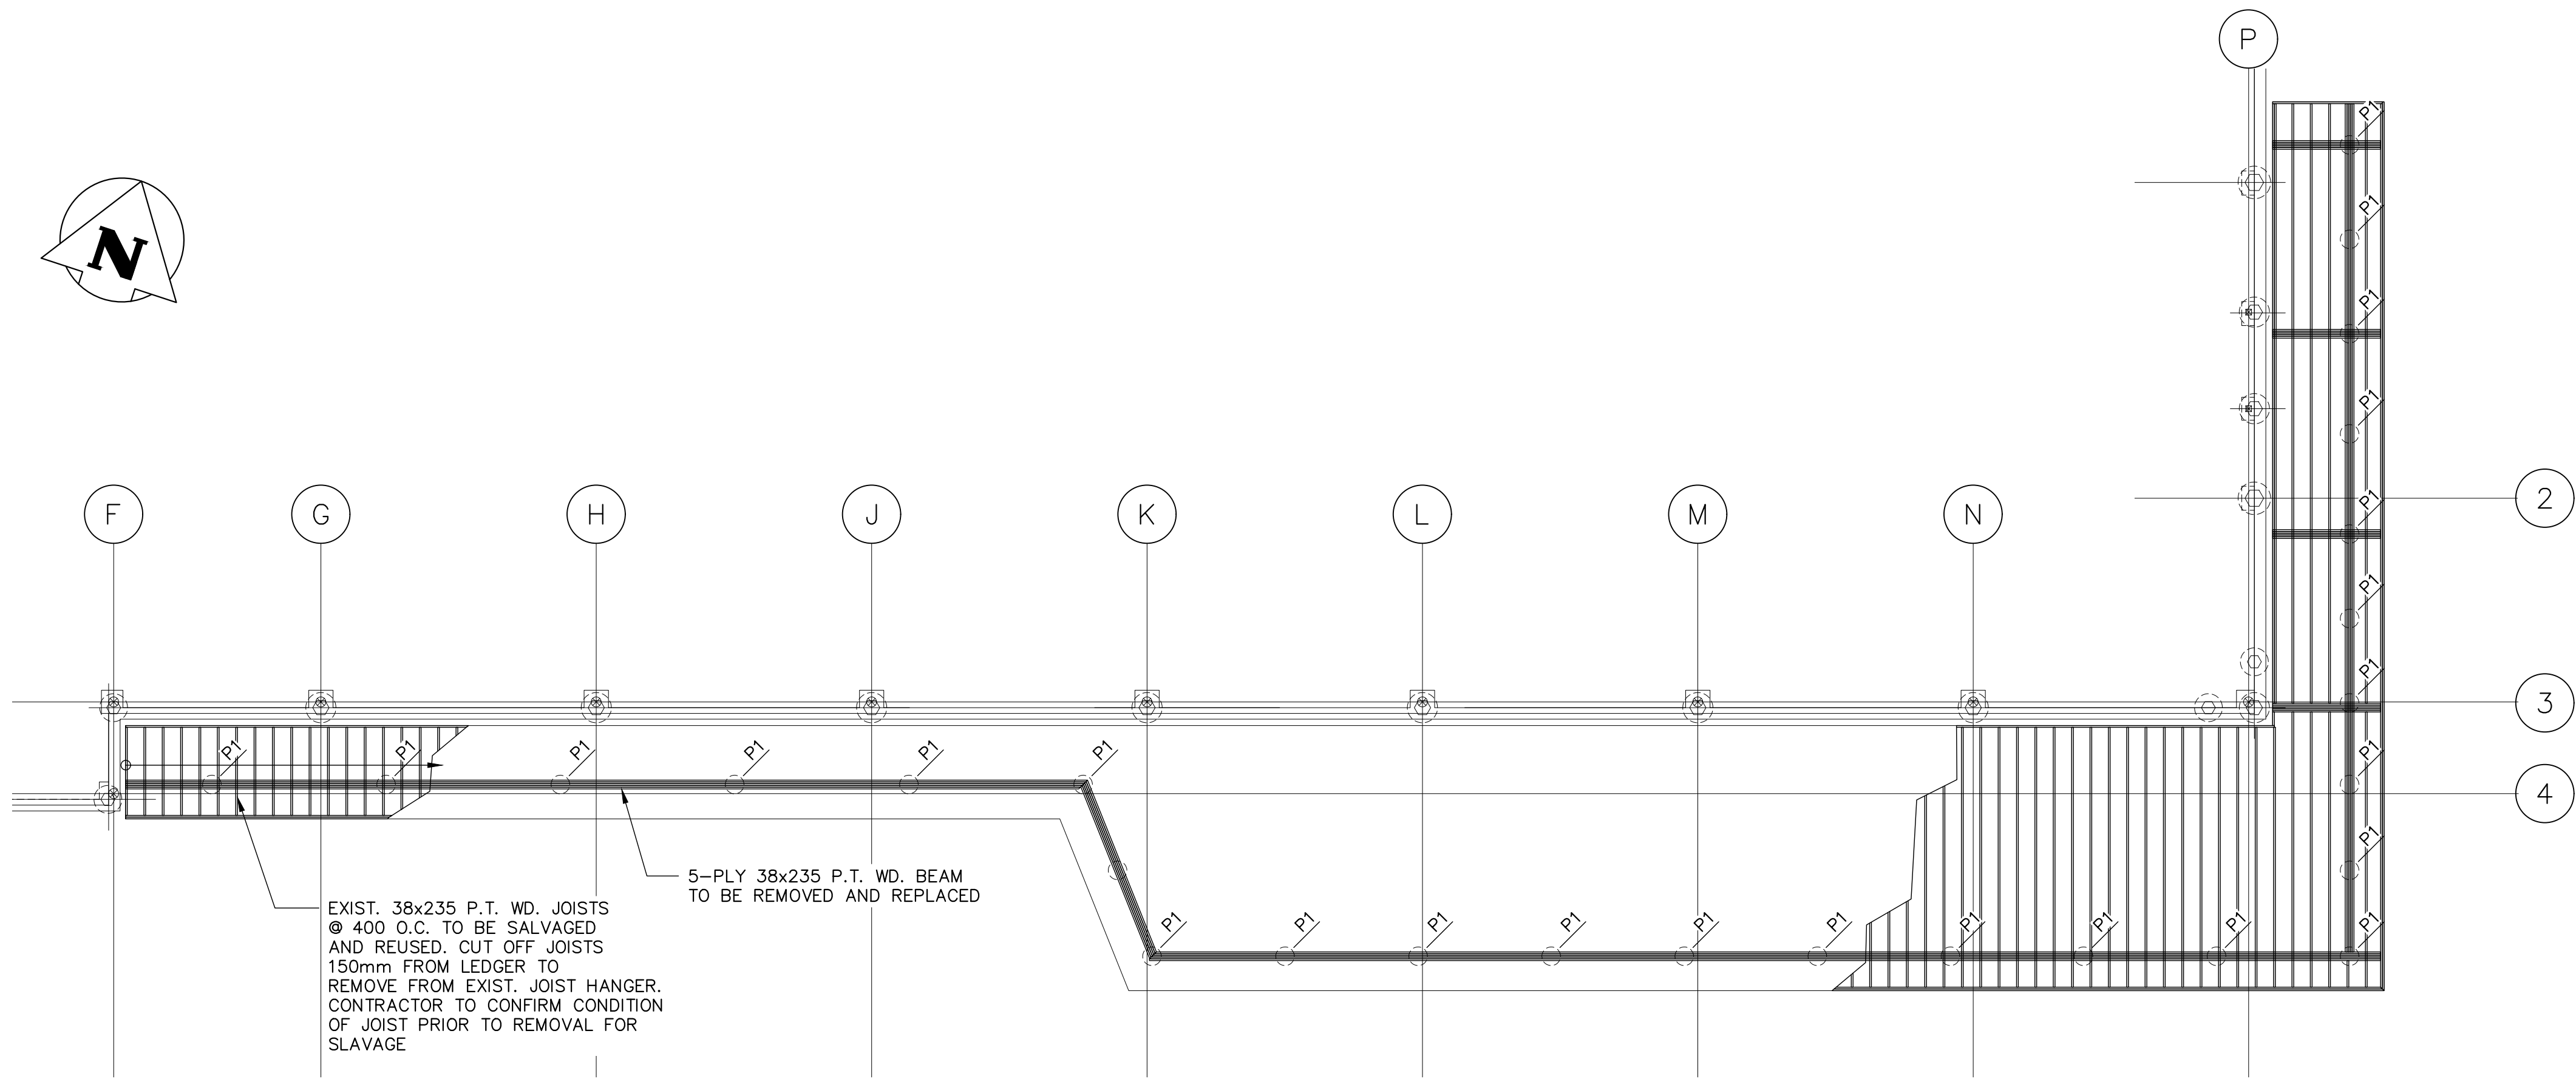 P
N
P1
P1
P1
P1
F
G
H
J
K
L
M
N
2
P1
P1
P1
3
P1
P1
P1
P1
P1
P1
P1
4
P1
5-PLY 38x235 P.T. WD. BEAM
TO BE REMOVED AND REPLACED
EXIST. 38x235 P.T. WD. JOISTS
@ 400 O.C. TO BE SALVAGED
AND REUSED. CUT OFF JOISTS
150mm FROM LEDGER TO
REMOVE FROM EXIST. JOIST HANGER.
CONTRACTOR TO CONFIRM CONDITION
OF JOIST PRIOR TO REMOVAL FOR
SLAVAGE
P1
P1
P1
P1
P1
P1
P1
P1
P1
P1